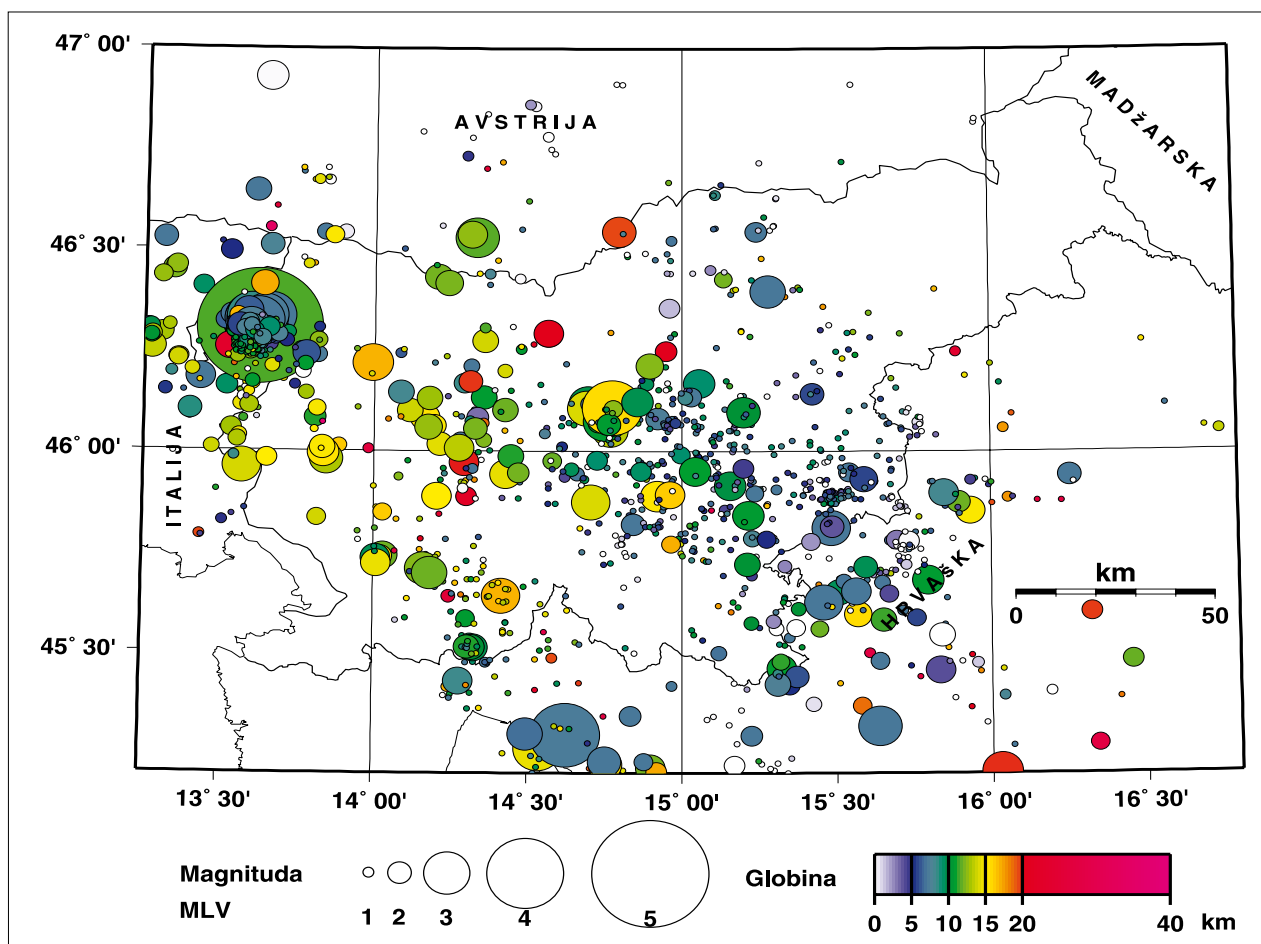 47° 00'
AVSTRIJA
MADžARSKA
46° 30'
46° 00'
ITALIJA
HRVAšKA
km
0 50
45° 30'
13° 30' 14° 00' 14° 30' 15° 00' 15° 30' 16° 00' 16° 30'
Magnituda
MLV
1 2 3 4 5
Globina
0 5 10 15 20 40 km